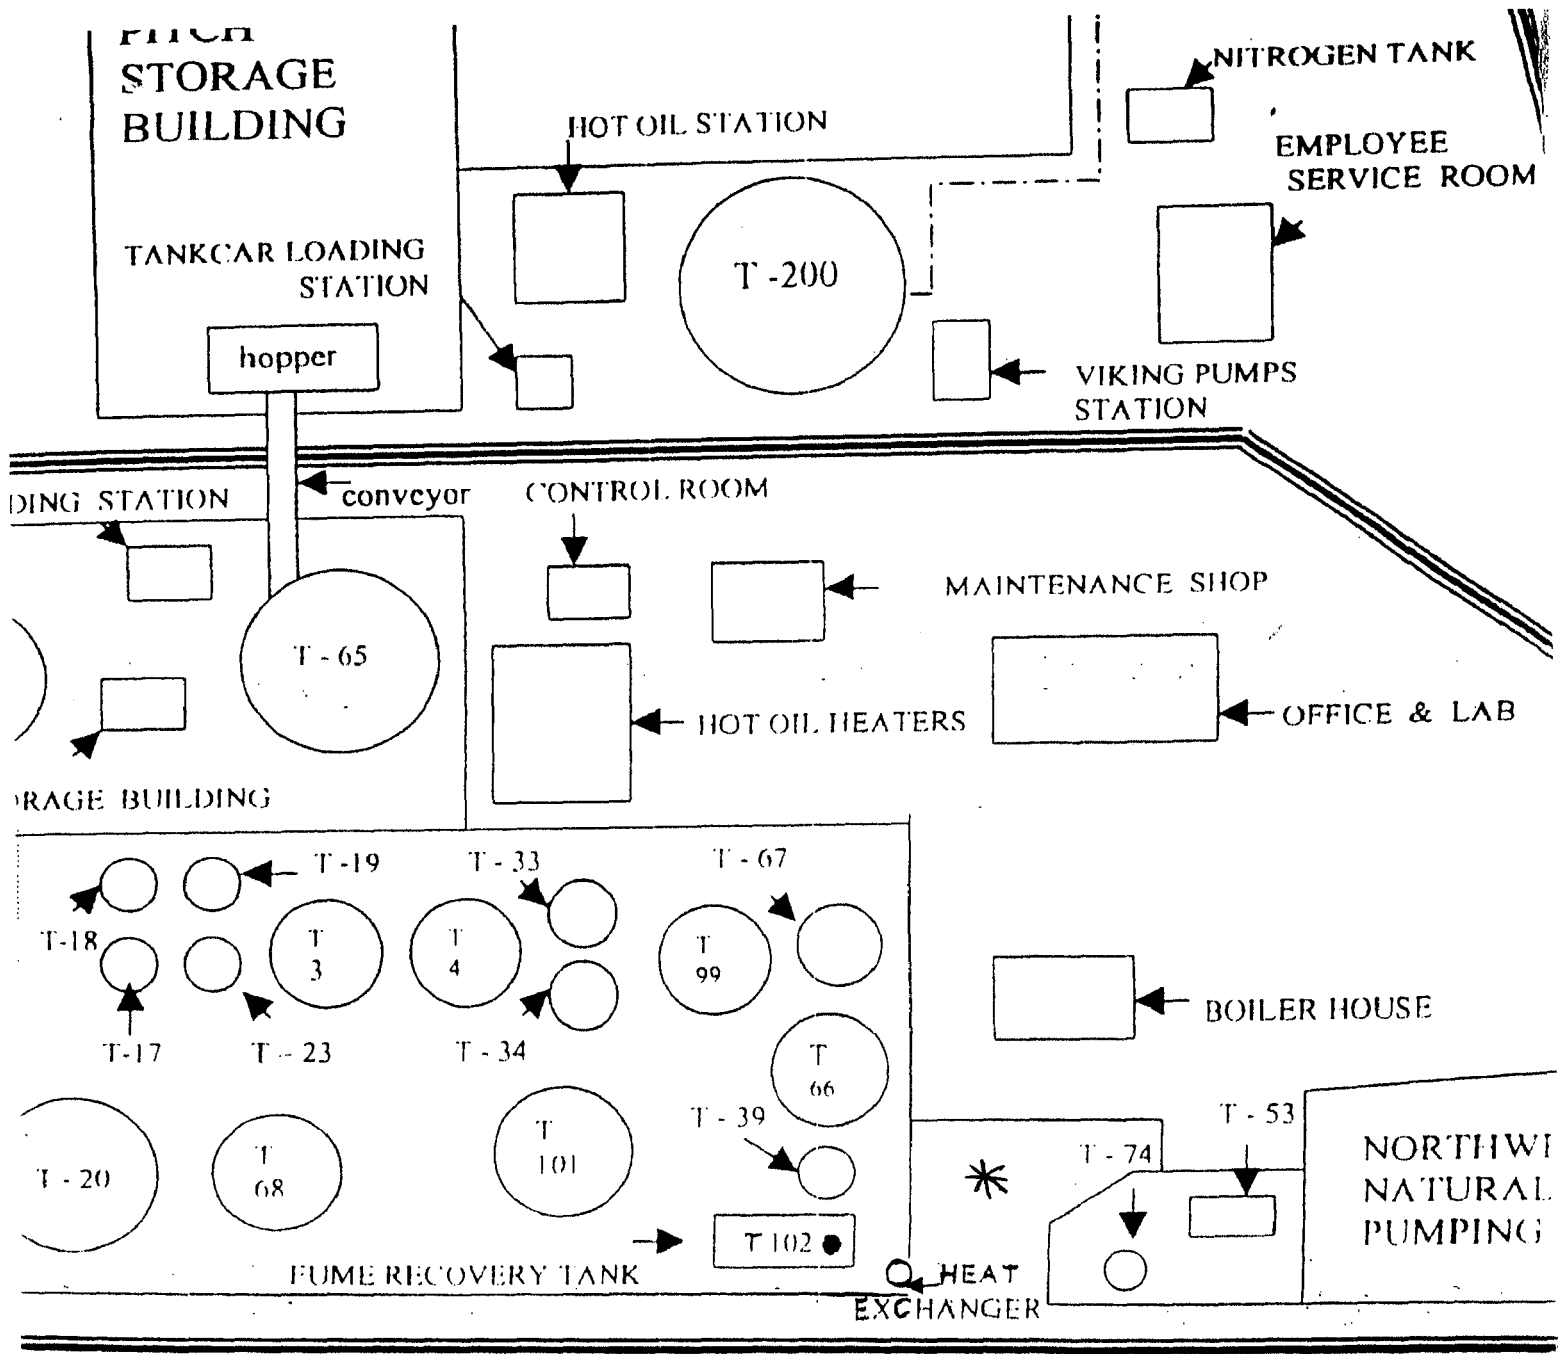 PITCH
STORAGE
BUILDING
NITROGEN TANK
HOT OIL STATION
EMPLOYEE
SERVICE ROOM
TANKCAR LOADING
STATION
T -200
hopper
VIKING PUMPS
STATION
DING STATION
conveyor
CONTROL ROOM
MAINTENANCE SHOP
T - 65
HOT OIL HEATERS
OFFICE & LAB
RAGE BUILDING
T -19
T - 33
T - 67
T-18
T
3
T
4
T
99
T-17
T - 23
T - 34
BOILER HOUSE
T
66
T - 39
T - 53
T - 74
T - 20
T
68
T
101
*
NORTHW
NATURAL
PUMPING
T 102
FUME RECOVERY TANK
HEAT
EXCHANGER